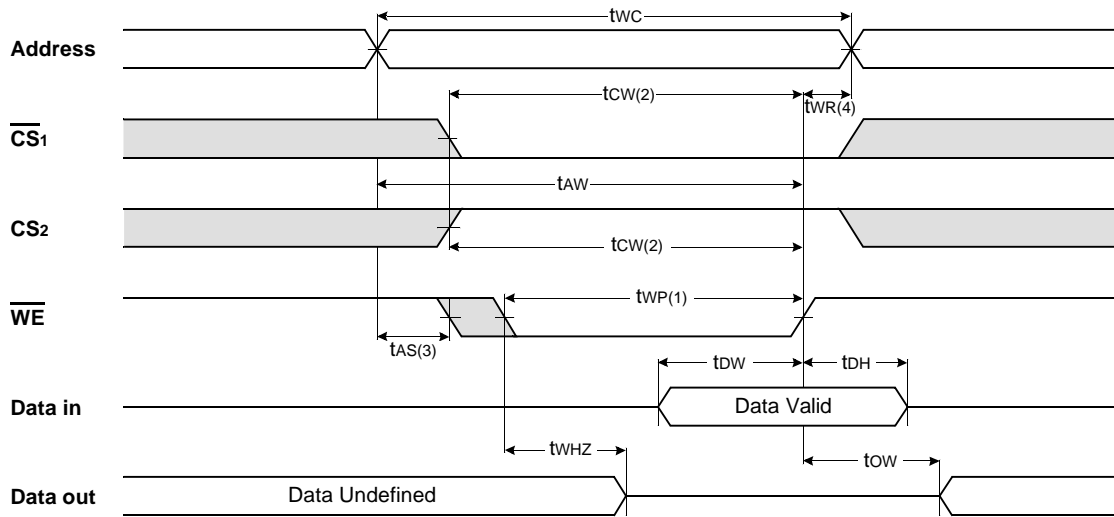 tWC
Address
tCW(2)
tWR(4)
CS1
tAW
CS2
tCW(2)
tWP(1)
WE
tAS(3)
tDW
tDH
Data in
Data Valid
tWHZ
tOW
Data out
Data Undefined